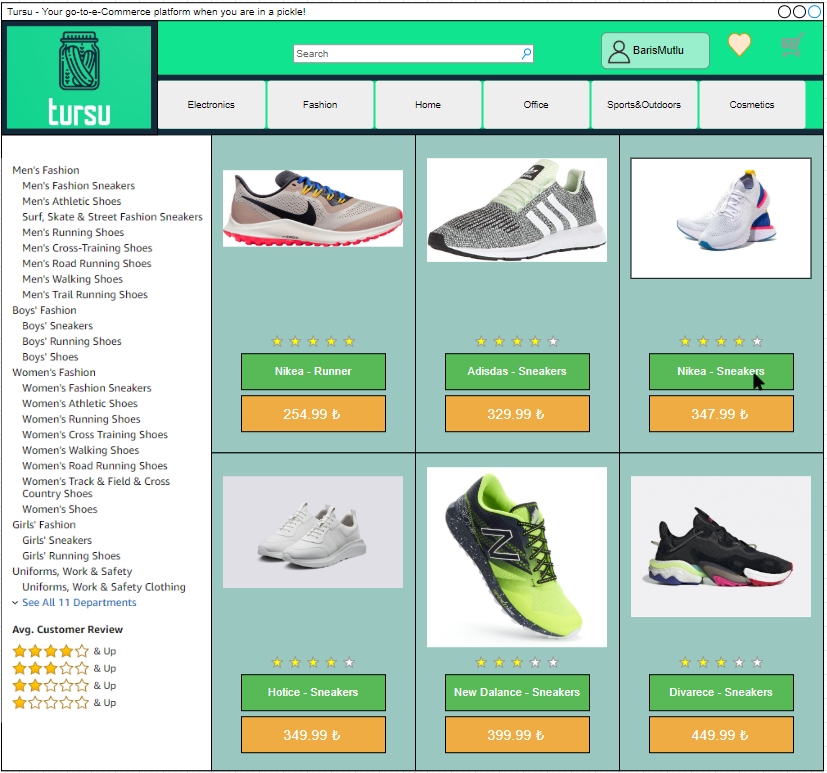 Tursu - Your go-to-e-Commerce platform when you are in a pickle!
tursu
Search
BarisMutlu
Electronics
Fashion
Home
Office
Sports&Outdoors
Cosmetics
Men's Fashion
Men's Fashion Sneakers
Men's Athletic Shoes
Surf, Skate & Street Fashion Sneakers
Men's Running Shoes
Men's Cross-Training Shoes
Men's Road Running Shoes
Men's Walking Shoes
Men's Trail Running Shoes
Boys' Fashion
Boys' Sneakers
Boys' Running Shoes
Boys' Shoes
Women's Fashion
Women's Fashion Sneakers
Women's Athletic Shoes
Women's Running Shoes
Women's Cross Training Shoes
Women's Walking Shoes
Women's Road Running Shoes
Women's Track & Field & Cross
Country Shoes
Women's Shoes
Girls' Fashion
Girls' Sneakers
Girls' Running Shoes
Uniforms, Work & Safety
Uniforms, Work & Safety Clothing
See All 11 Departments
Avg. Customer Review
& Up
& Up
& Up
& Up
Nikea - Runner
254.99 ₺
Adisdas - Sneakers
329.99 ₺
Nikea - Sneakers
347.99 ₺
Hotice - Sneakers
349.99 ₺
N
New Dalance - Sneakers
399.99 ₺
Divarece - Sneakers
449.99 ₺